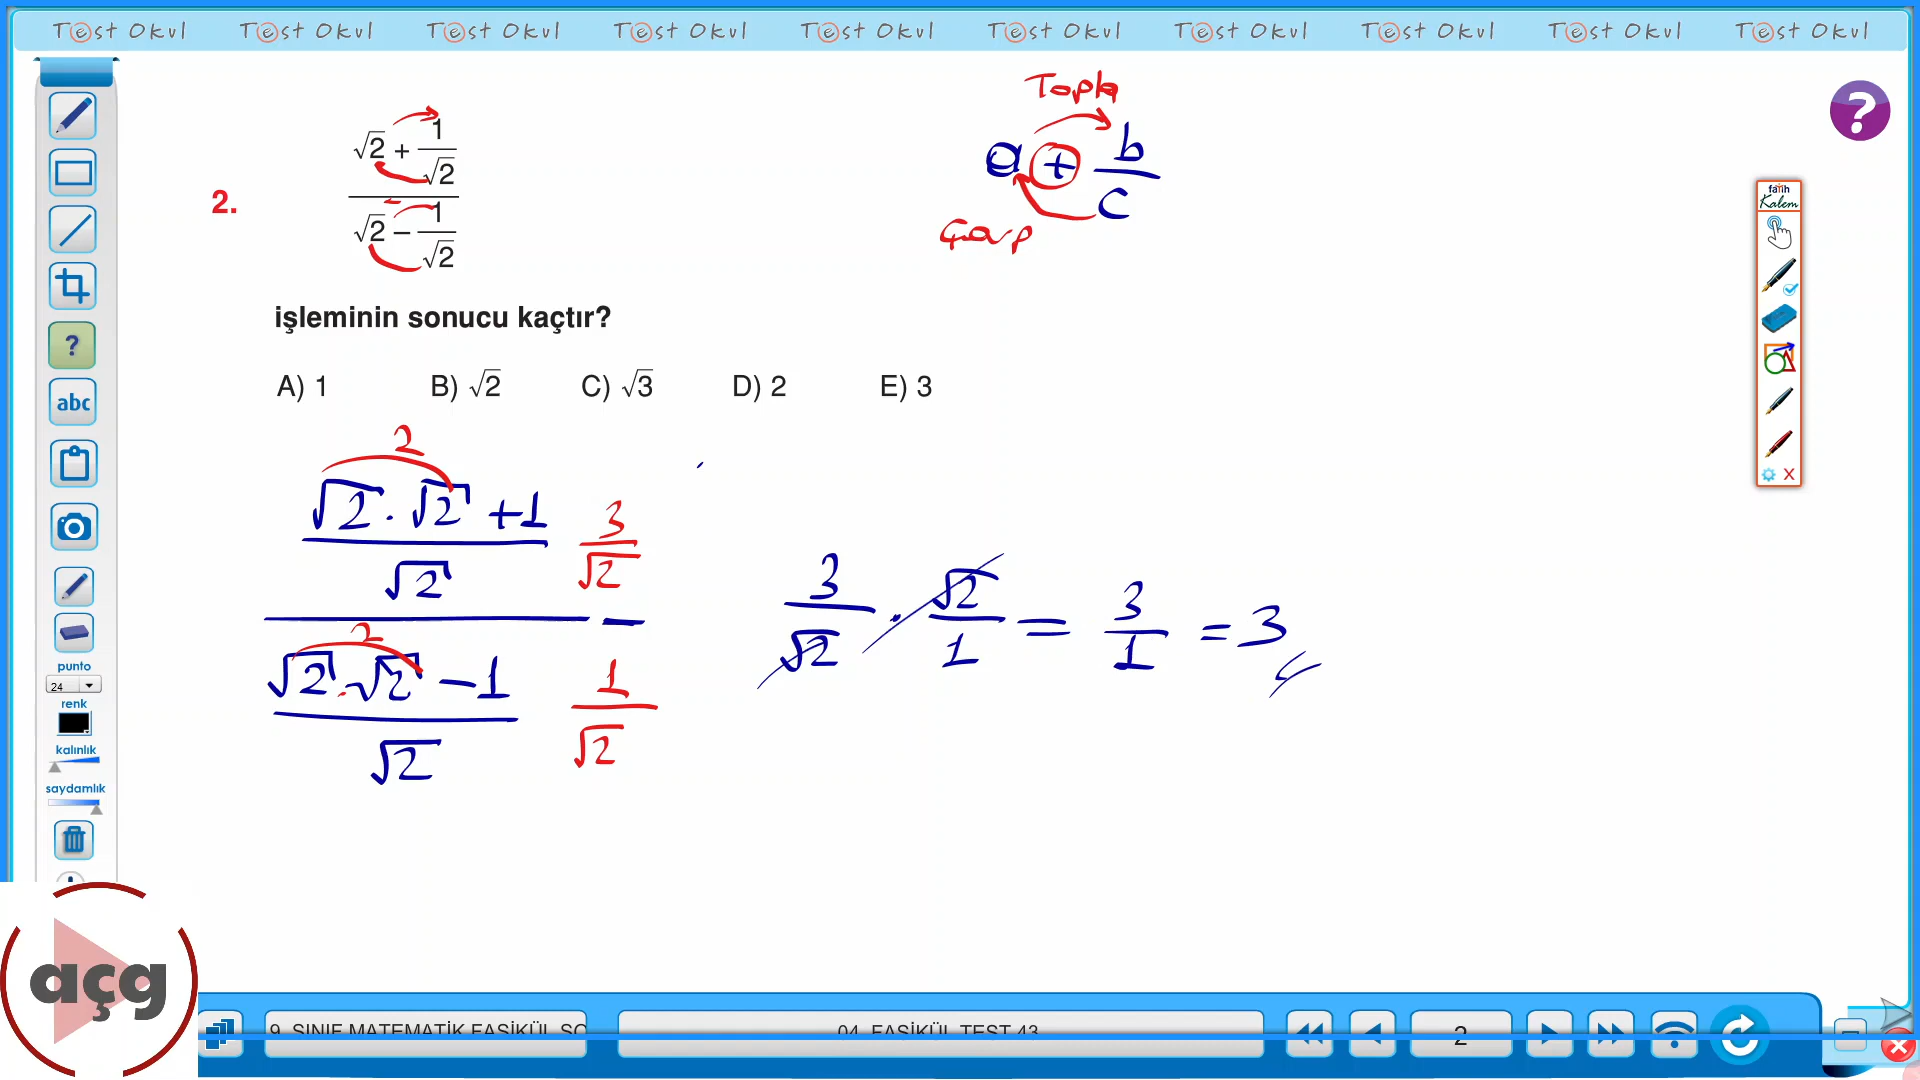 Test Okul Test Okul Test Okul Test Okul Test Okul Test Okul Test Okul Test Okul Test Okul Test Okul
2.
√2 + 1/√2
√2 − 1/√2
işleminin sonucu kaçtır?
A) 1 B) √2 C) √3 D) 2 E) 3
Topla
a + b/c
Çarp
2
√2 . √2 + 1 3
√2 √2
2
√2 . √2 − 1 1
√2 √2
3/√2 . √2/1 = 3/1 = 3
?
abc
punto
24
renk
kalınlık
saydamlık
?
fatih
Kalem
X
açg
9. SINIF MATEMATİK FASİKÜL SO
04. FASİKÜL TEST 43
2